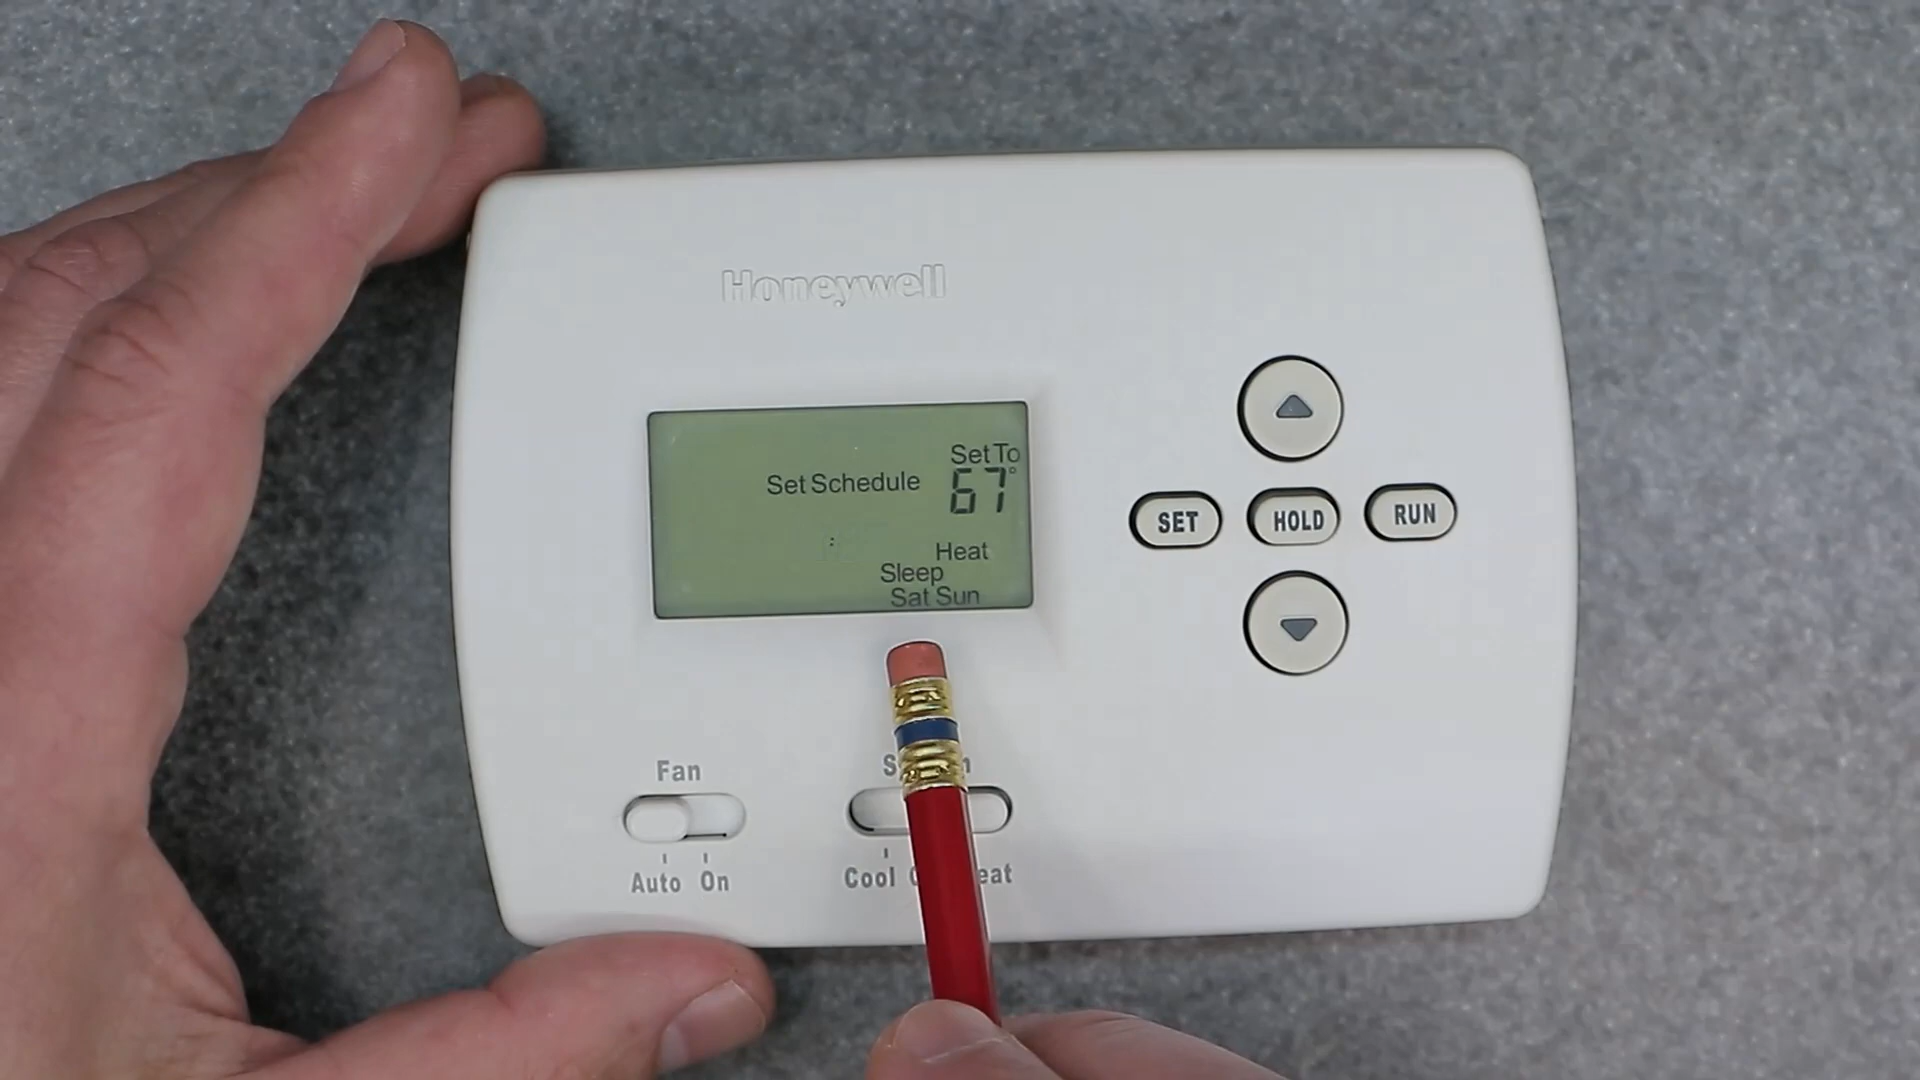 Honeywell
Set To
Set Schedule 67°
:
Heat
Sleep
Sat Sun
SET HOLD RUN
Fan
Auto On
Cool